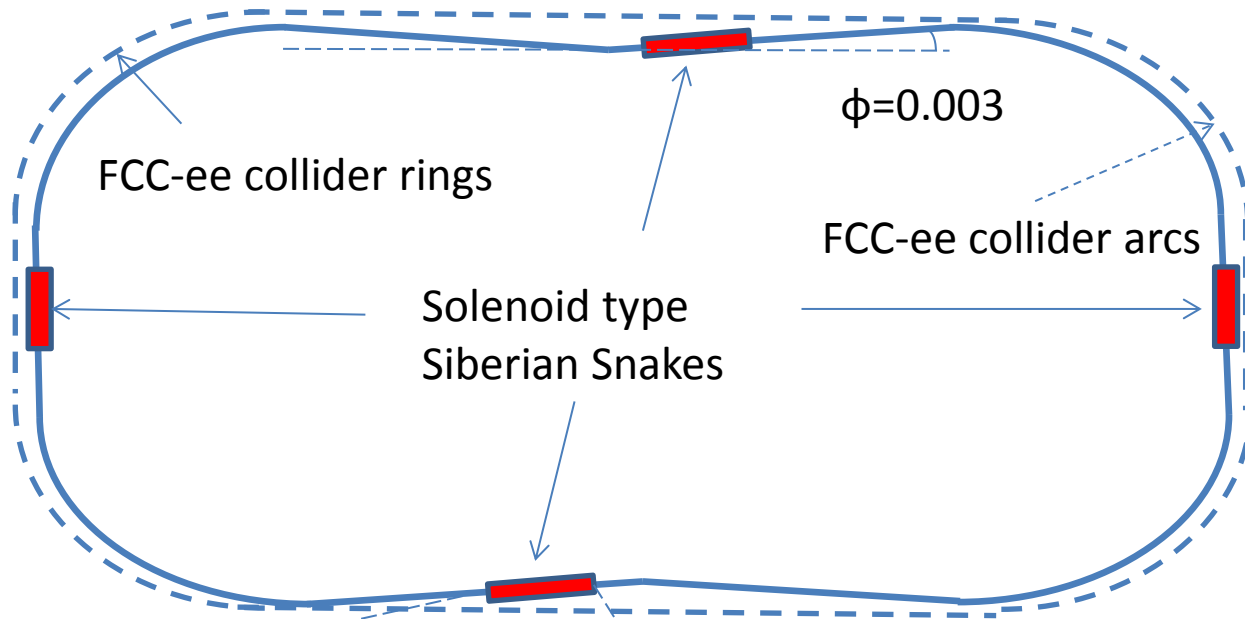 ϕ=0.003
FCC-ee collider rings
FCC-ee collider arcs
Solenoid type
Siberian Snakes